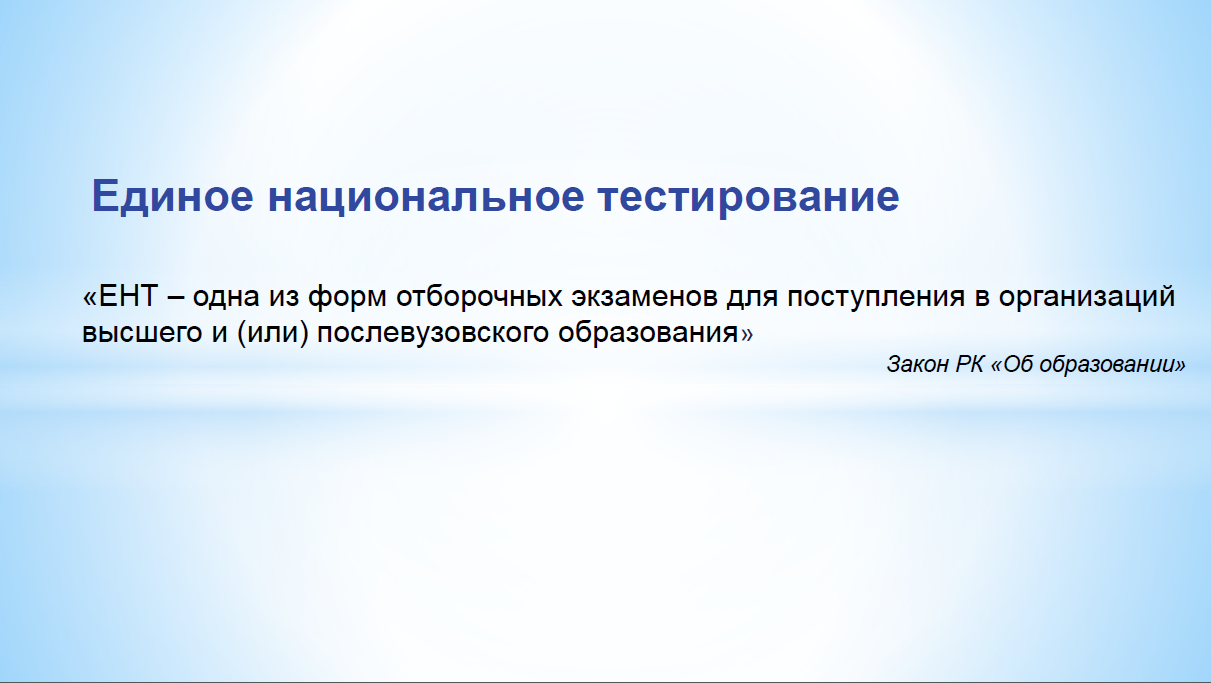 Единое национальное тестирование
«ЕНТ – одна из форм отборочных экзаменов для поступления в организаций
высшего и (или) послевузовского образования»
Закон РК «Об образовании»